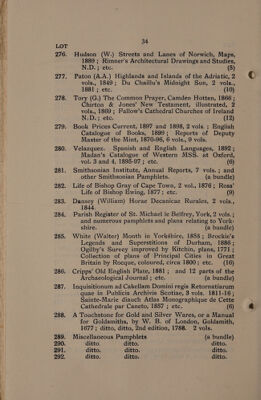 34
LOT
276. Hudson (W.) Streets and Lanes of Norwich, Maps, 1889 ; Rimner's Architectural Drawings and Studies, N.D. ; etc. (5)
277. Paton (A.A.) Highlands and Islands of the Adriatic, 2 vols., 1849 ; Du Chaillu's Midnight Sun, 2 vols., 1881 ; etc. (10)
278. Tory (G.) The Common Prayer, Camden Hotten, 1866 ; Churton & Jones' New Testament, illustrated, 2 vols., 1869 ; Fallow's Cathedral Churches of Ireland N.D. ; etc. (12)
279. Book Prices Current, 1897 and 1898, 2 vols ; English Catalogue of Books, 1899 ; Reports of Deputy Master of the Mint, 1870-96, 6 vols., 9 vols.
280. Velazquez. Spanish and English Languages, 1892 ; Madan's Catalogue of Western MSS. at Oxford, vol. 3 and 4, 1895-97 ; etc. (6)
281. Smithsonian Institute, Annual Reports, 7 vols. ; and other Smithsonian Pamphlets. (a bundle)
282. Life of Bishop Gray of Cape Town, 2 vol., 1876 ; Ross' Life of Bishop Ewing, 1877 ; etc. (9)
283. Dansey (William) Horae Decanicae Rurales, 2 vols., 1844.
284. Parish Register of St. Michael le Belfrey, York, 2 vols. ; and numerous pamphlets and plans relating to Yorkshire. (a bundle)
285. White (Walter) Month in Yorkshire, 1858 ; Brockie's Legends and Superstitions of Durham, 1886 ; Ogilby's Survey improved by Kitchin, plans, 1771 ; Collection of plans of Principal Cities in Great Britain by Rocque, coloured, circa 1800 ; etc. (16)
286. Cripps' Old English Plate, 1881 ; and 12 parts of the Archaeological Journal ; etc. (a bundle)
287. Inquisitionum ad Cakellam Domini regis Retornatiarum quae in Publicis Archivis Scotiae, 3 vols. 1811-16 ; Sainte-Marie dauch Atlas Monographique de Cette Cathedrale par Caneto, 1857 ; etc. (6)
288. A Touchstone for Gold and Silver Wares, or a Manual for Goldsmiths, by W. B. of London, Goldsmith, 1677 ; ditto, ditto, 2nd edition, 1788. 2 vols.
289. Miscellaneous Pamphlets (a bundle)
290. ditto. ditto. ditto.
291. ditto. ditto. ditto.
292. ditto. ditto. ditto.